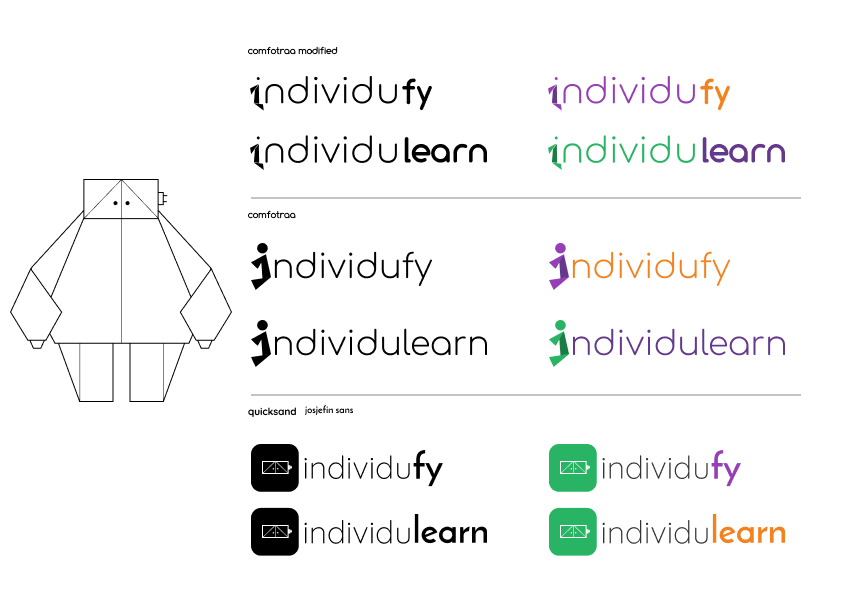 comfotraa modified
individufy individufy
individulearn individulearn
comfotraa
individufy individufy
individulearn individulearn
quicksand josjefin sans
individufy individufy
individulearn individulearn